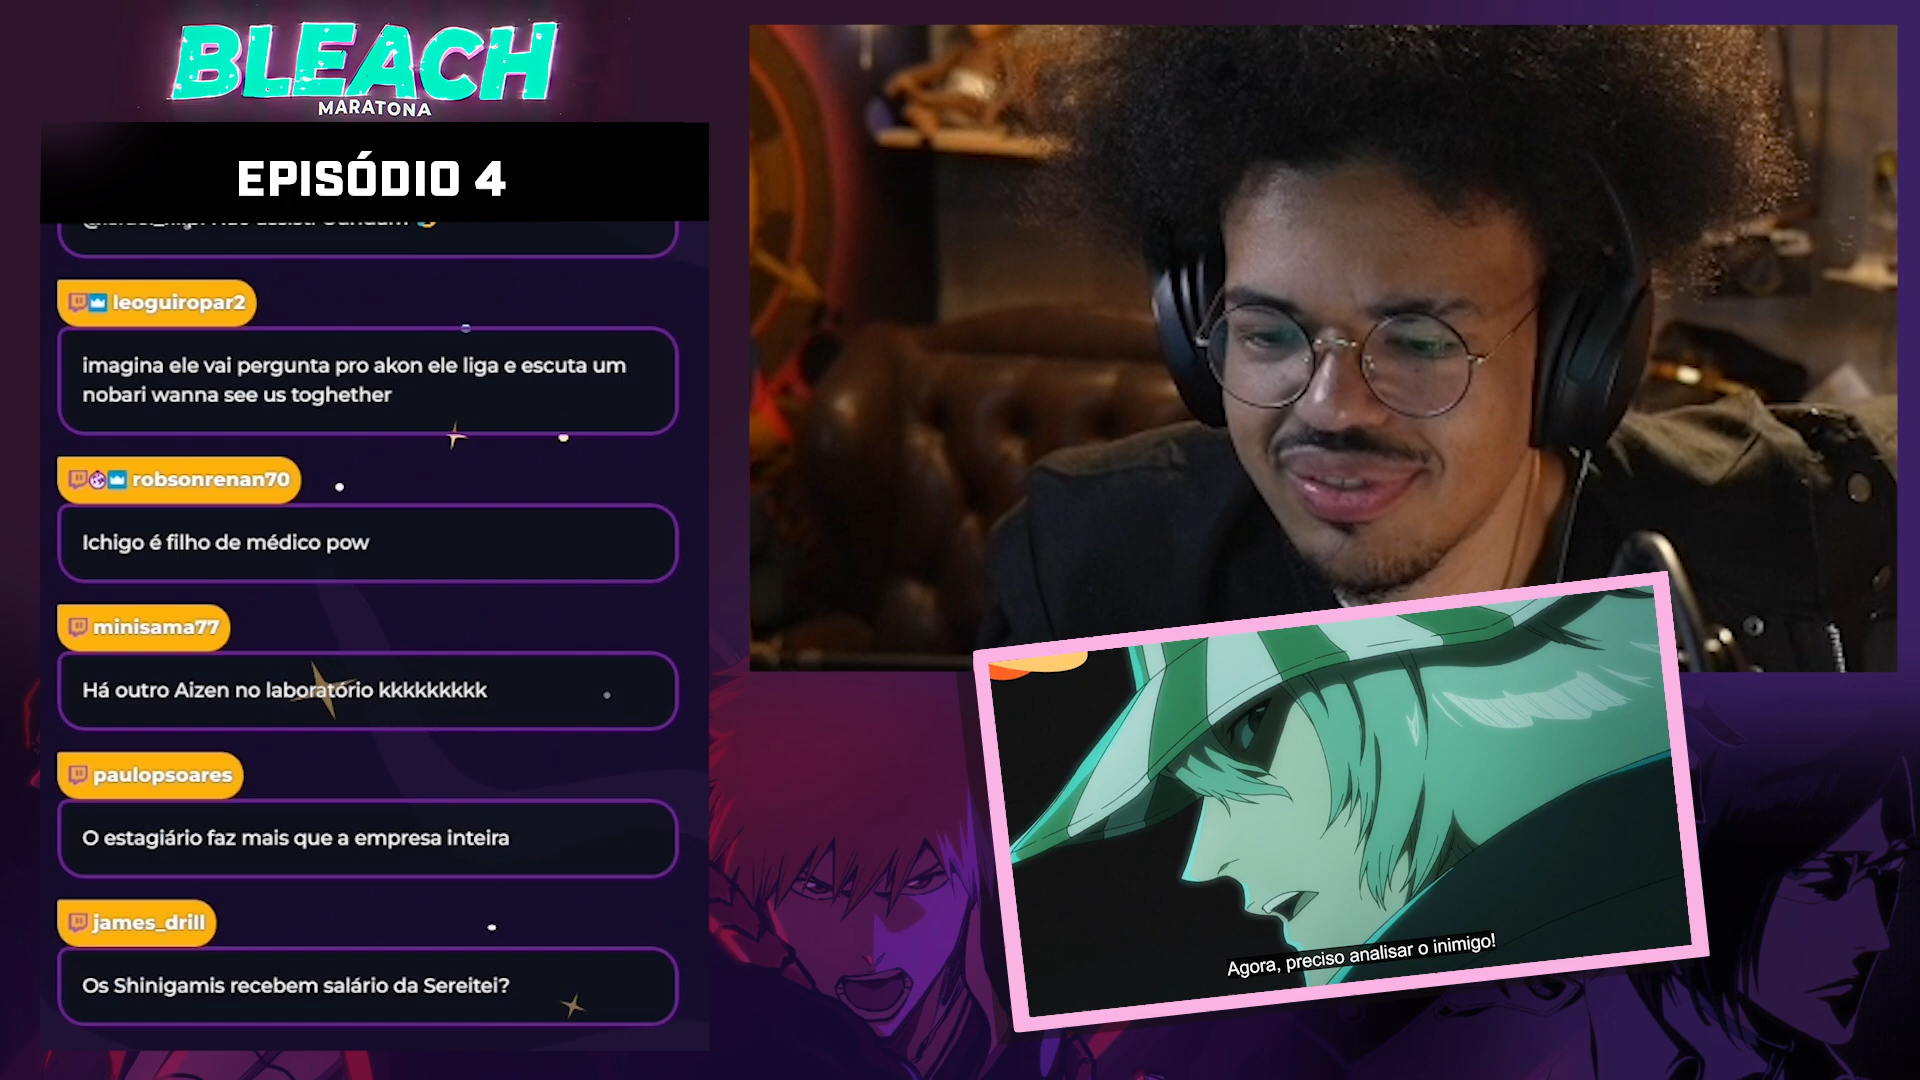 BLEACH
MARATONA
EPISÓDIO 4
leoguiropar2
imagina ele vai pergunta pro akon ele liga e escuta um
nobari wanna see us toghether
robsonrenan70
Ichigo é filho de médico pow
minisama77
Há outro Aizen no laboratório kkkkkkkkk
paulopsoares
O estagiário faz mais que a empresa inteira
james_drill
Os Shinigamis recebem salário da Sereitei?
Agora, preciso analisar o inimigo!